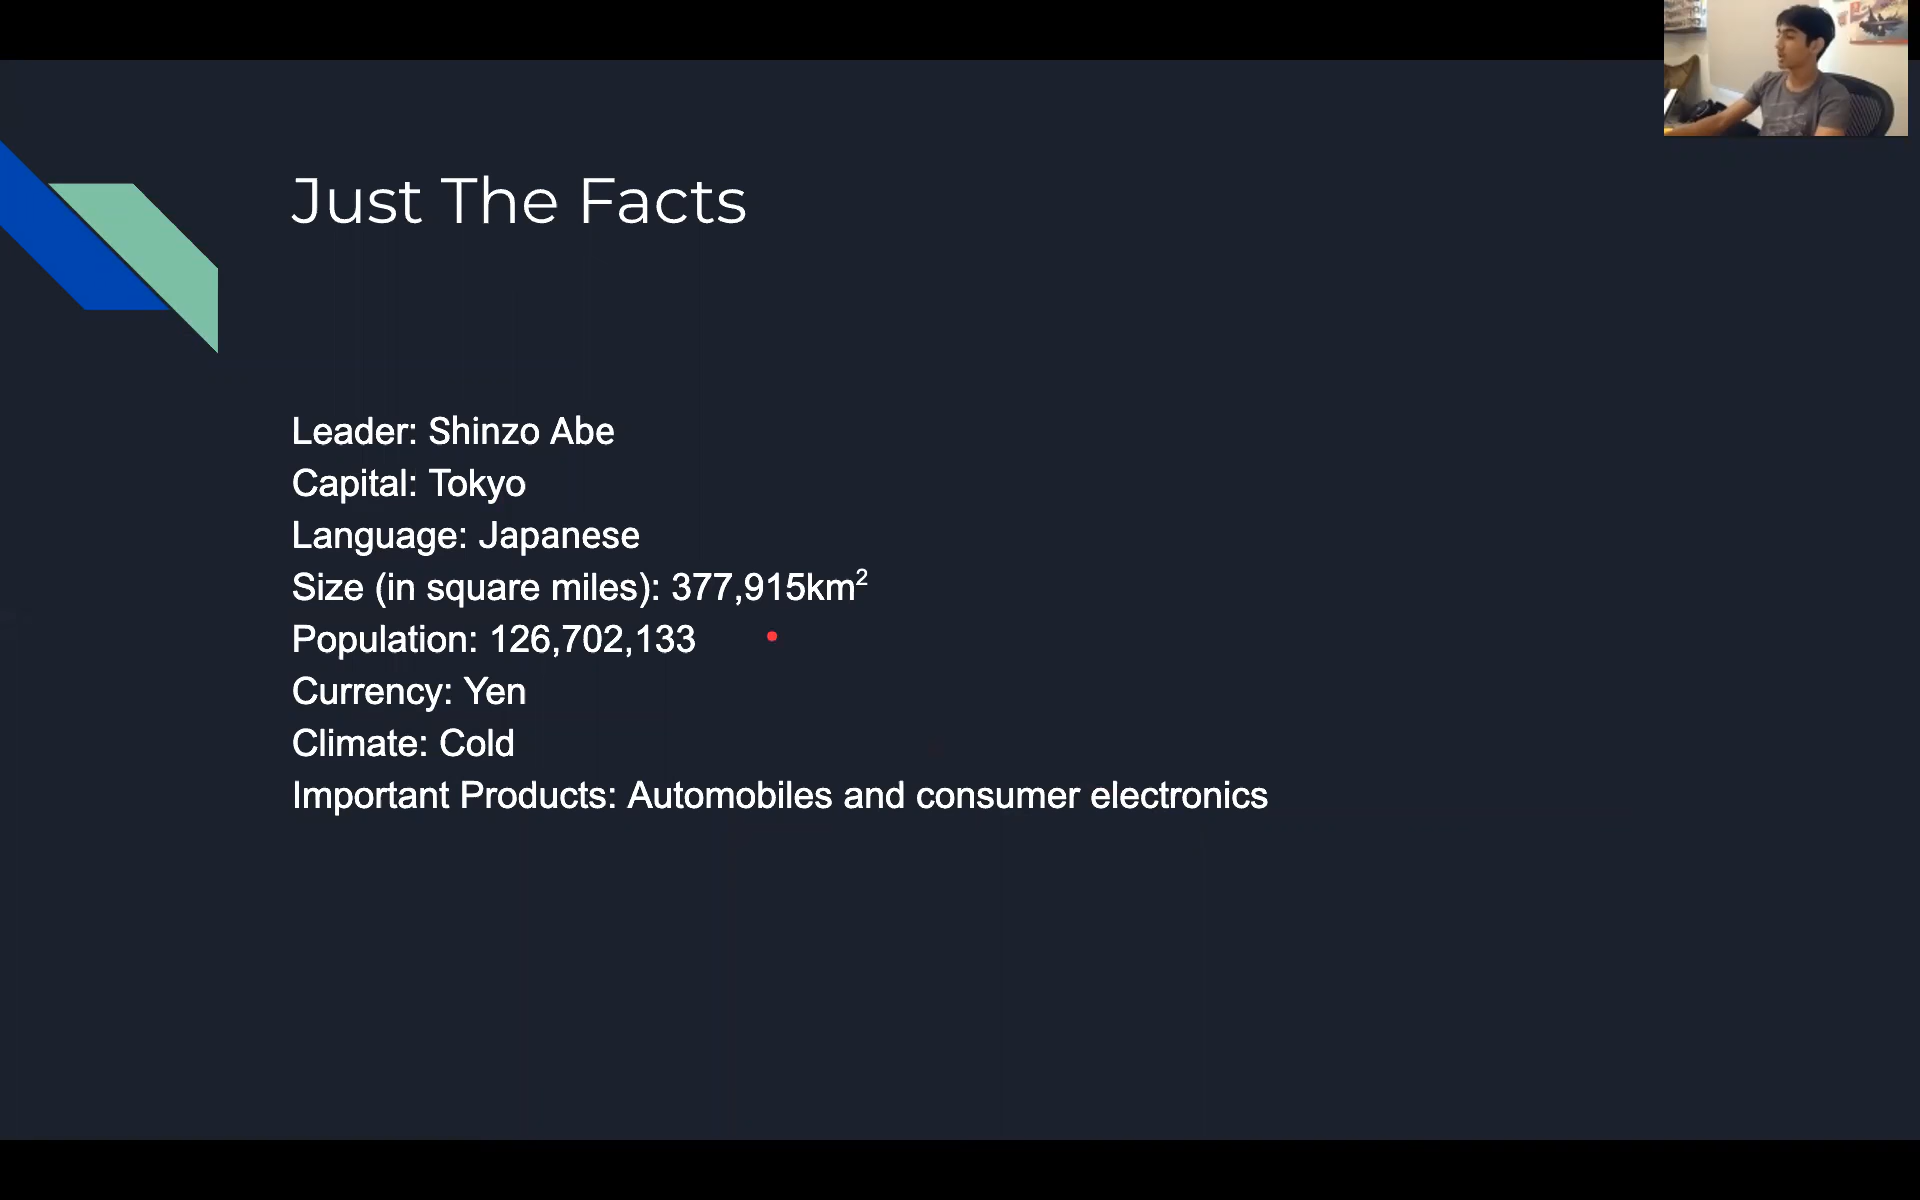 Just The Facts
Leader: Shinzo Abe
Capital: Tokyo
Language: Japanese
Size (in square miles): 377,915km²
Population: 126,702,133
Currency: Yen
Climate: Cold
Important Products: Automobiles and consumer electronics